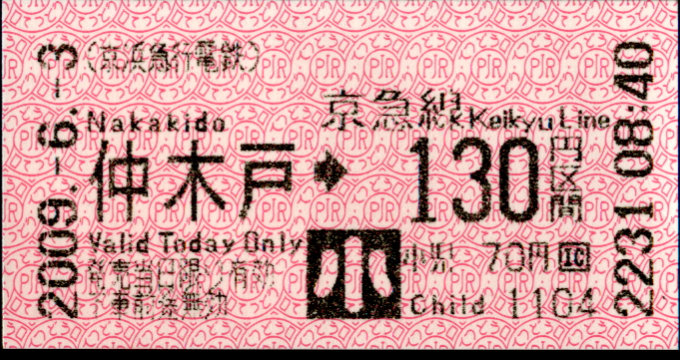 2009.-6.-3
(京浜急行電鉄)
京急線 Keikyu Line
Nakakido
仲木戸➡130円区間
Valid Today Only
発売当日限り有効
下車前途無効
小
小児 70円 IC
Child 1104
2231 08:40